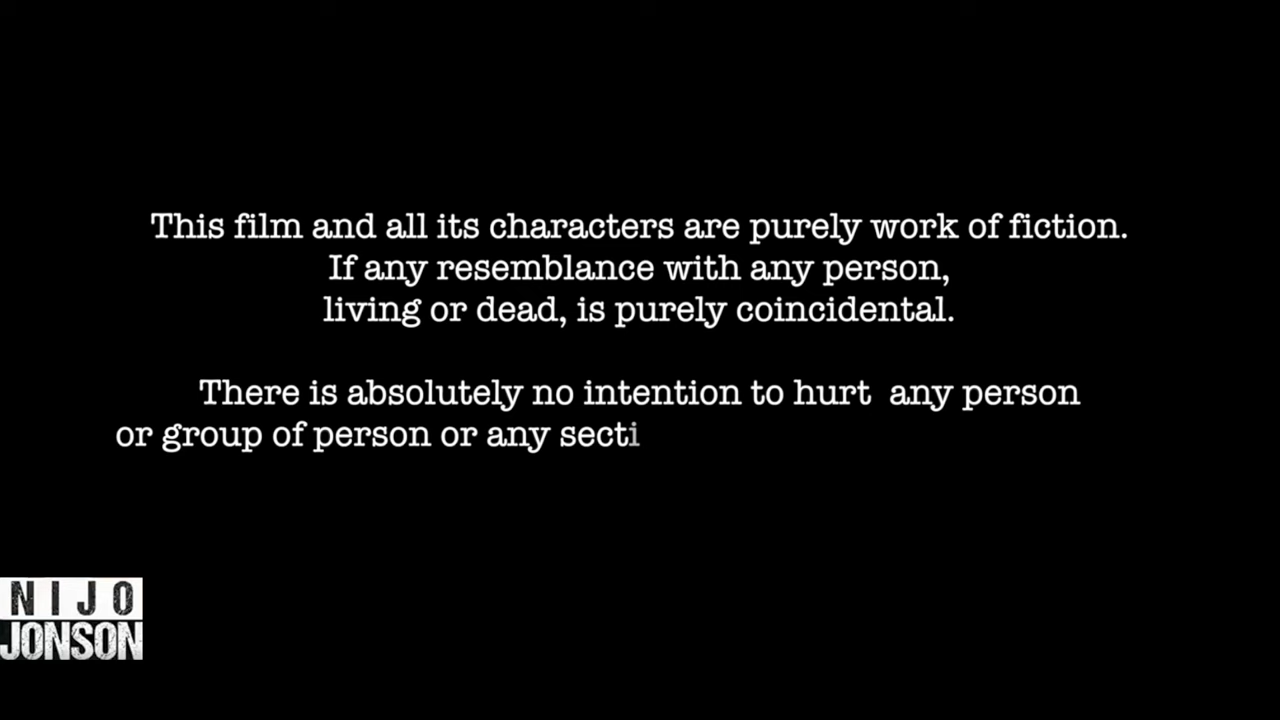 This film and all its characters are purely work of fiction.
If any resemblance with any person,
living or dead, is purely coincidental.
There is absolutely no intention to hurt  any person
or group of person or any secti
NIJO
JONSON